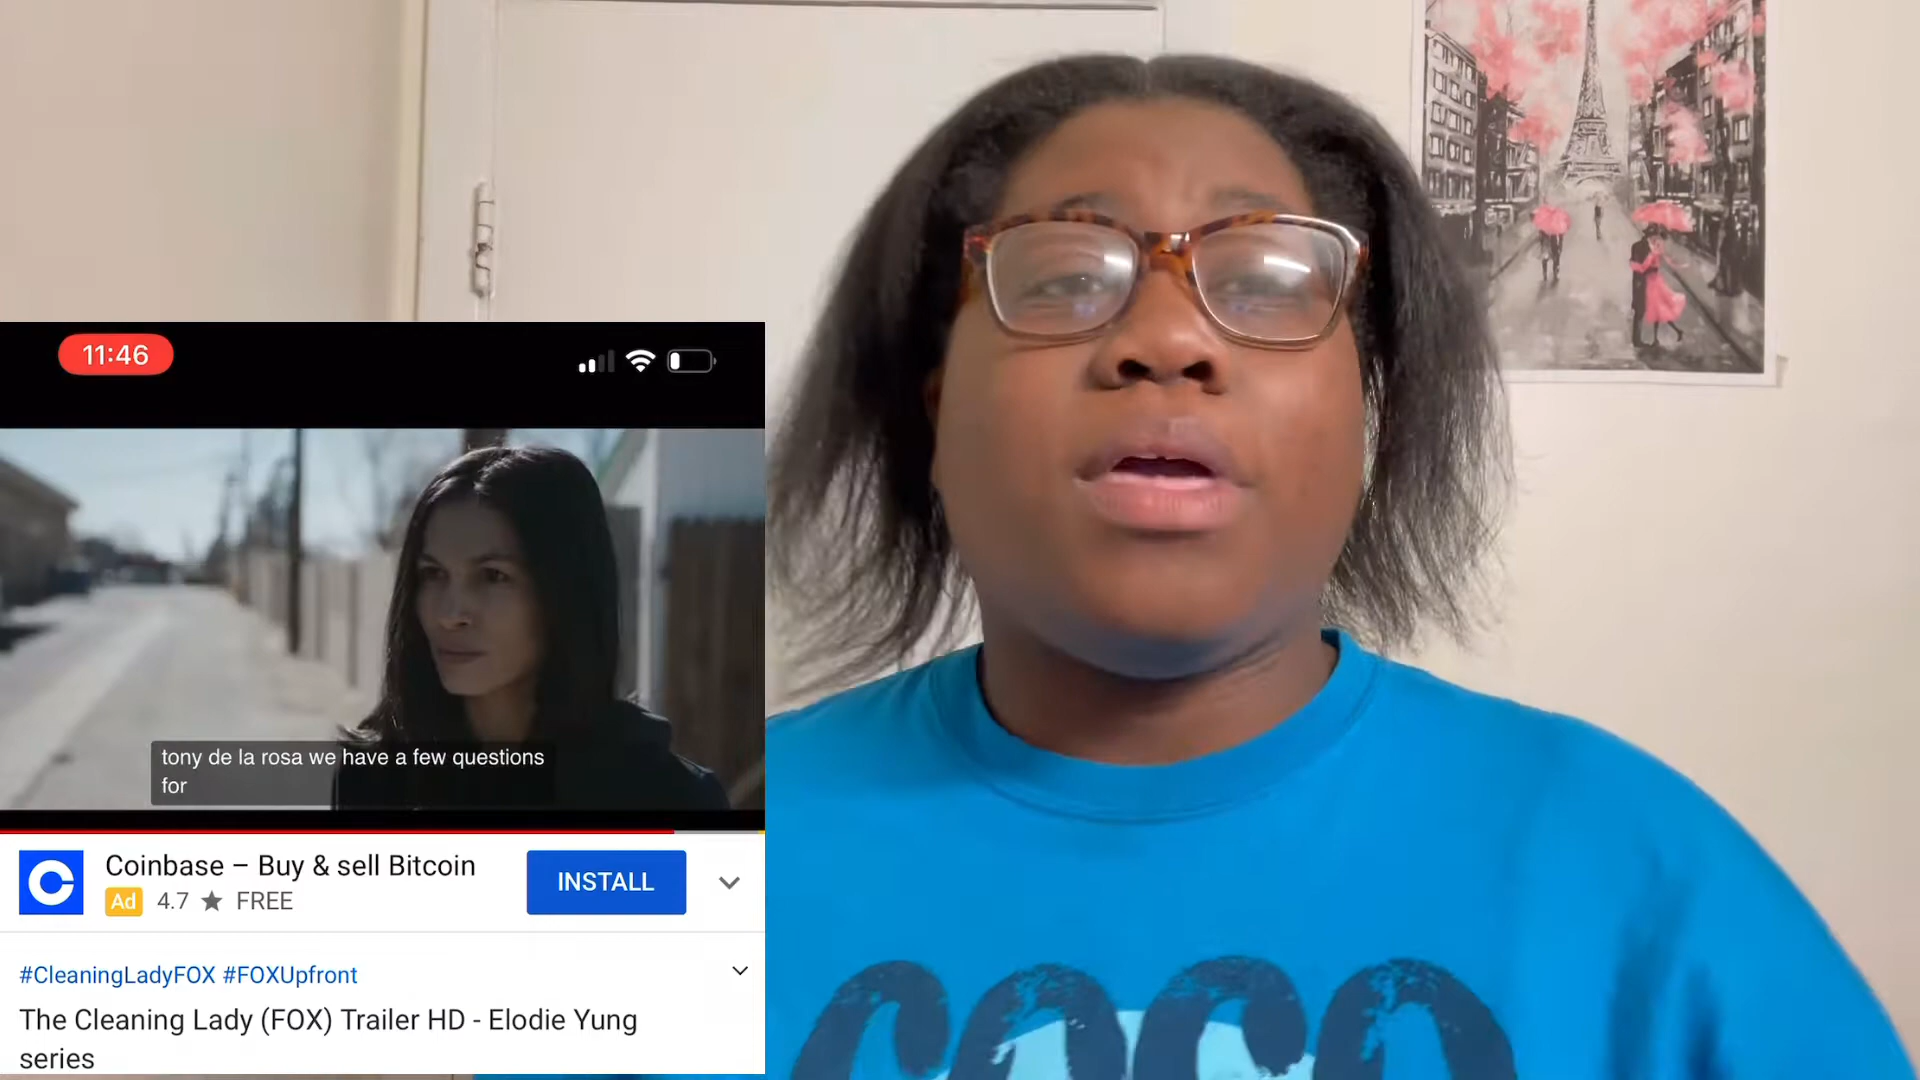 11:46
tony de la rosa we have a few questions
for
Coinbase – Buy & sell Bitcoin
INSTALL
Ad 4.7 ★ FREE
#CleaningLadyFOX #FOXUpfront
The Cleaning Lady (FOX) Trailer HD - Elodie Yung
series
COCO